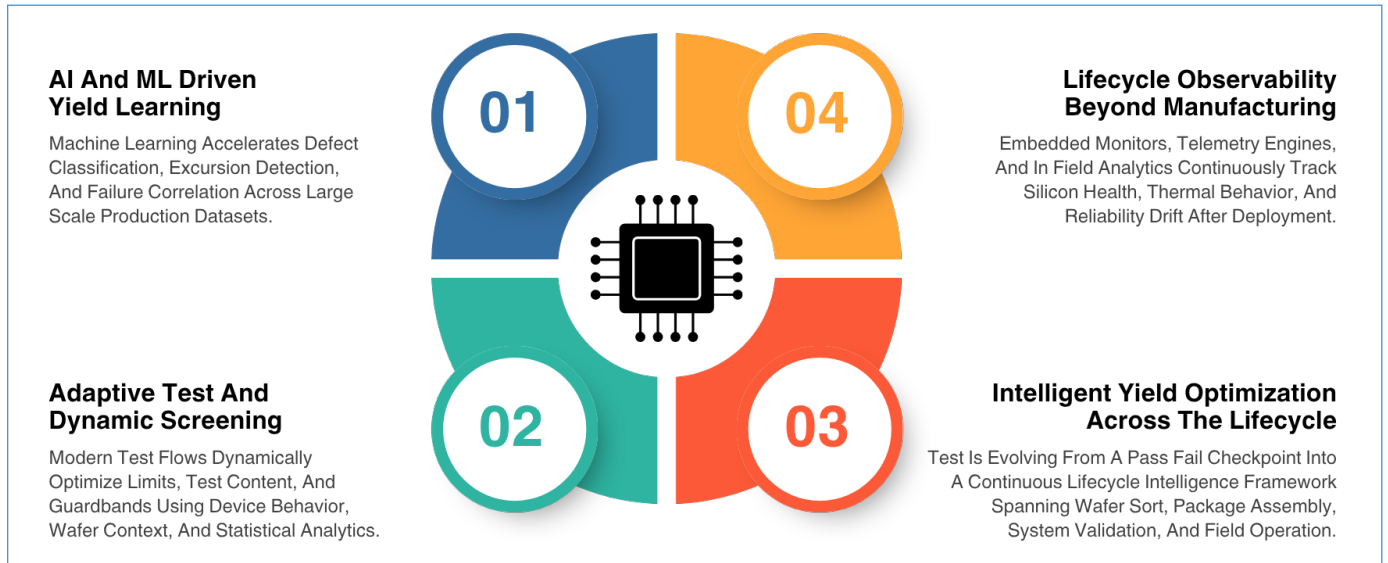 01
AI And ML Driven
Yield Learning
Machine Learning Accelerates Defect
Classification, Excursion Detection,
And Failure Correlation Across Large
Scale Production Datasets.
02
Adaptive Test And
Dynamic Screening
Modern Test Flows Dynamically
Optimize Limits, Test Content, And
Guardbands Using Device Behavior,
Wafer Context, And Statistical Analytics.
03
Intelligent Yield Optimization
Across The Lifecycle
Test Is Evolving From A Pass Fail Checkpoint Into
A Continuous Lifecycle Intelligence Framework
Spanning Wafer Sort, Package Assembly,
System Validation, And Field Operation.
04
Lifecycle Observability
Beyond Manufacturing
Embedded Monitors, Telemetry Engines,
And In Field Analytics Continuously Track
Silicon Health, Thermal Behavior, And
Reliability Drift After Deployment.